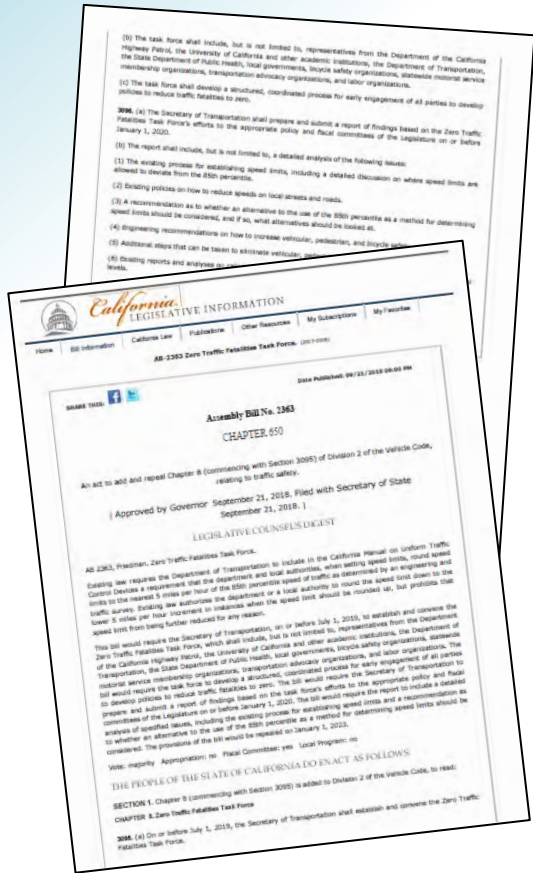 (b) The task force shall include, but is not limited to, representatives from the Department of the California
Highway Patrol, the University of California and other academic institutions, the Department of Transportation,
the State Department of Public Health, local governments, bicycle safety organizations, statewide motorist service
membership organizations, transportation advocacy organizations, and labor organizations.
(c) The task force shall develop a structured, coordinated process for early engagement of all parties to develop
policies to reduce traffic fatalities to zero.
3096. (a) The Secretary of Transportation shall prepare and submit a report of findings based on the Zero Traffic
Fatalities Task Force's efforts to the appropriate policy and fiscal committees of the Legislature on or before
January 1, 2020.
(b) The report shall include, but is not limited to, a detailed analysis of the following issues:
(1) The existing process for establishing speed limits, including a detailed discussion on where speed limits are
allowed to deviate from the 85th percentile.
(2) Existing policies on how to reduce speeds on local streets and roads.
(3) A recommendation as to whether an alternative to the use of the 85th percentile as a method for determining
speed limits should be considered, and if so, what alternatives should be looked at.
(4) Engineering recommendations on how to increase vehicular, pedestrian, and bicycle safety.
(5) Additional steps that can be taken to eliminate vehicular,
(6) Existing reports and analyses on
levels.
California
LEGISLATIVE INFORMATION
Home Bill Information California Law Publications Other Resources My Subscriptions My Favorites
AB-2363 Zero Traffic Fatalities Task Force. (2017-2018)
SHARE THIS:
Date Published: 09/21/2018 09:00 PM
Assembly Bill No. 2363
CHAPTER 650
An act to add and repeal Chapter 8 (commencing with Section 3095) of Division 2 of the Vehicle Code,
relating to traffic safety.
[ Approved by Governor September 21, 2018. Filed with Secretary of State
September 21, 2018. ]
LEGISLATIVE COUNSEL'S DIGEST
AB 2363, Friedman. Zero Traffic Fatalities Task Force.
Existing law requires the Department of Transportation to include in the California Manual on Uniform Traffic
Control Devices a requirement that the department and local authorities, when setting speed limits, round speed
limits to the nearest 5 miles per hour of the 85th percentile speed of traffic as determined by an engineering and
traffic survey. Existing law authorizes the department or a local authority to round the speed limit down to the
lower 5 miles per hour increment in instances when the speed limit should be rounded up, but prohibits that
speed limit from being further reduced for any reason.
This bill would require the Secretary of Transportation, on or before July 1, 2019, to establish and convene the
Zero Traffic Fatalities Task Force, which shall include, but is not limited to, representatives from the Department
of the California Highway Patrol, the University of California and other academic institutions, the Department of
Transportation, the State Department of Public Health, local governments, bicycle safety organizations, statewide
motorist service membership organizations, transportation advocacy organizations, and labor organizations. The
bill would require the task force to develop a structured, coordinated process for early engagement of all parties
to develop policies to reduce traffic fatalities to zero. The bill would require the Secretary of Transportation to
prepare and submit a report of findings based on the task force's efforts to the appropriate policy and fiscal
committees of the Legislature on or before January 1, 2020. The bill would require the report to include a detailed
analysis of specified issues, including the existing process for establishing speed limits and a recommendation as
to whether an alternative to the use of the 85th percentile as a method for determining speed limits should be
considered. The provisions of the bill would be repealed on January 1, 2023.
Vote: majority Appropriation: no Fiscal Committee: yes Local Program: no
THE PEOPLE OF THE STATE OF CALIFORNIA DO ENACT AS FOLLOWS:
SECTION 1. Chapter 8 (commencing with Section 3095) is added to Division 2 of the Vehicle Code, to read:
CHAPTER 8. Zero Traffic Fatalities Task Force
3095. (a) On or before July 1, 2019, the Secretary of Transportation shall establish and convene the Zero Traffic
Fatalities Task Force.